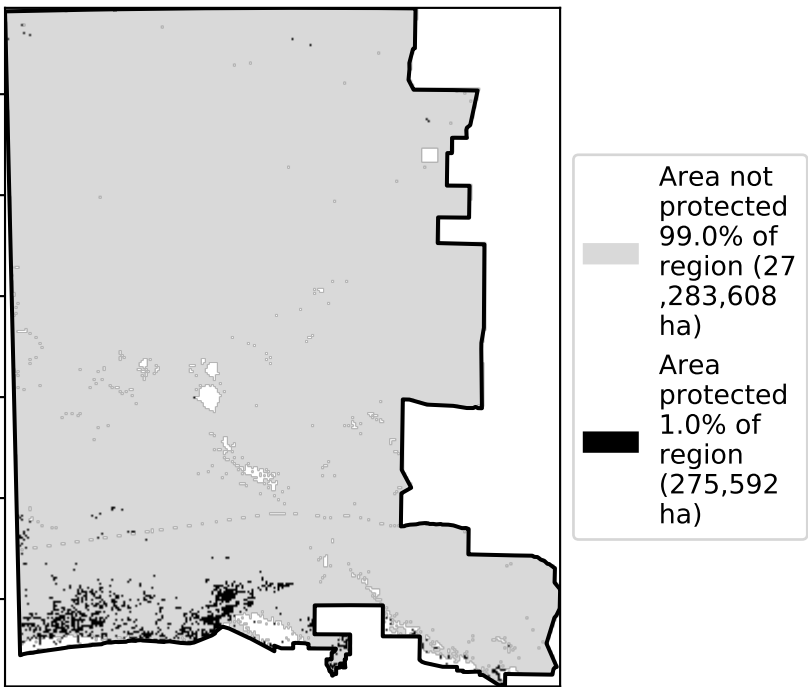 Area not
protected
99.0% of
region (27
,283,608
ha)
Area
protected
1.0% of
region
(275,592
ha)